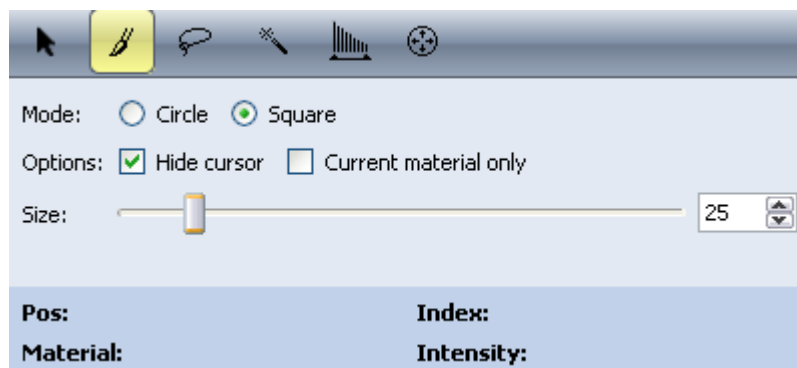 Mode: Circle Square
Options: Hide cursor Current material only
Size: 25
Pos: Index:
Material: Intensity: